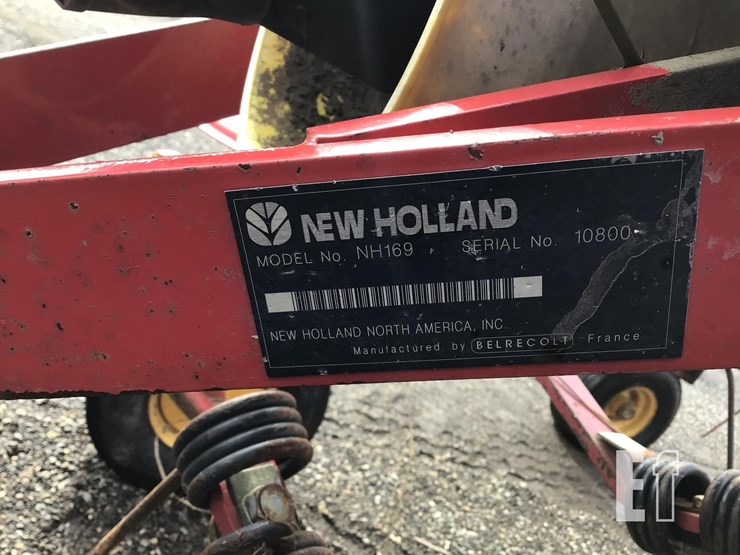 NEW HOLLAND
MODEL No. NH169 SERIAL No. 10800
NEW HOLLAND NORTH AMERICA, INC
Manufactured by BELRECOLT France